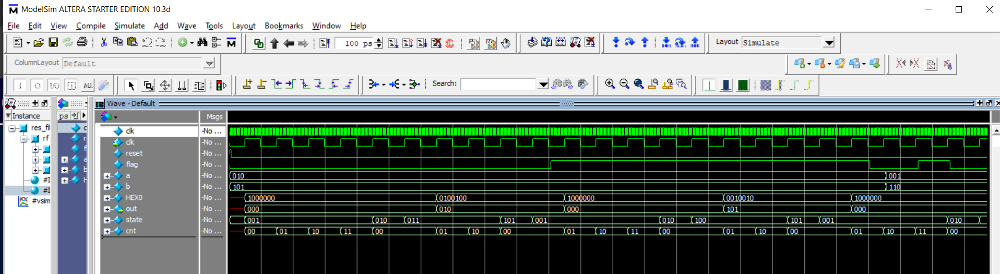 ModelSim ALTERA STARTER EDITION 10.3d
File Edit View Compile Simulate Add Wave Tools Layout Bookmarks Window Help
100 ps Layout Simulate
ColumnLayout Default
I O I/O ALL Search:
Wave - Default
Instance ps Msgs
res_fil clk -No ...
rf clk -No ...
reset -No ...
flag -No ...
a -No ... 010 001
b -No ... 101 110
#I HEX0 -No ... 1000000 0100100 1000000 0010010 1000000
#I out -No ... 000 010 000 101 000
#vsim state -No ... 001 010 011 101 001 010 100 101 001 010
cnt -No ... 00 01 10 11 00 01 10 00 01 10 11 00 01 10 00 01 10 11 00